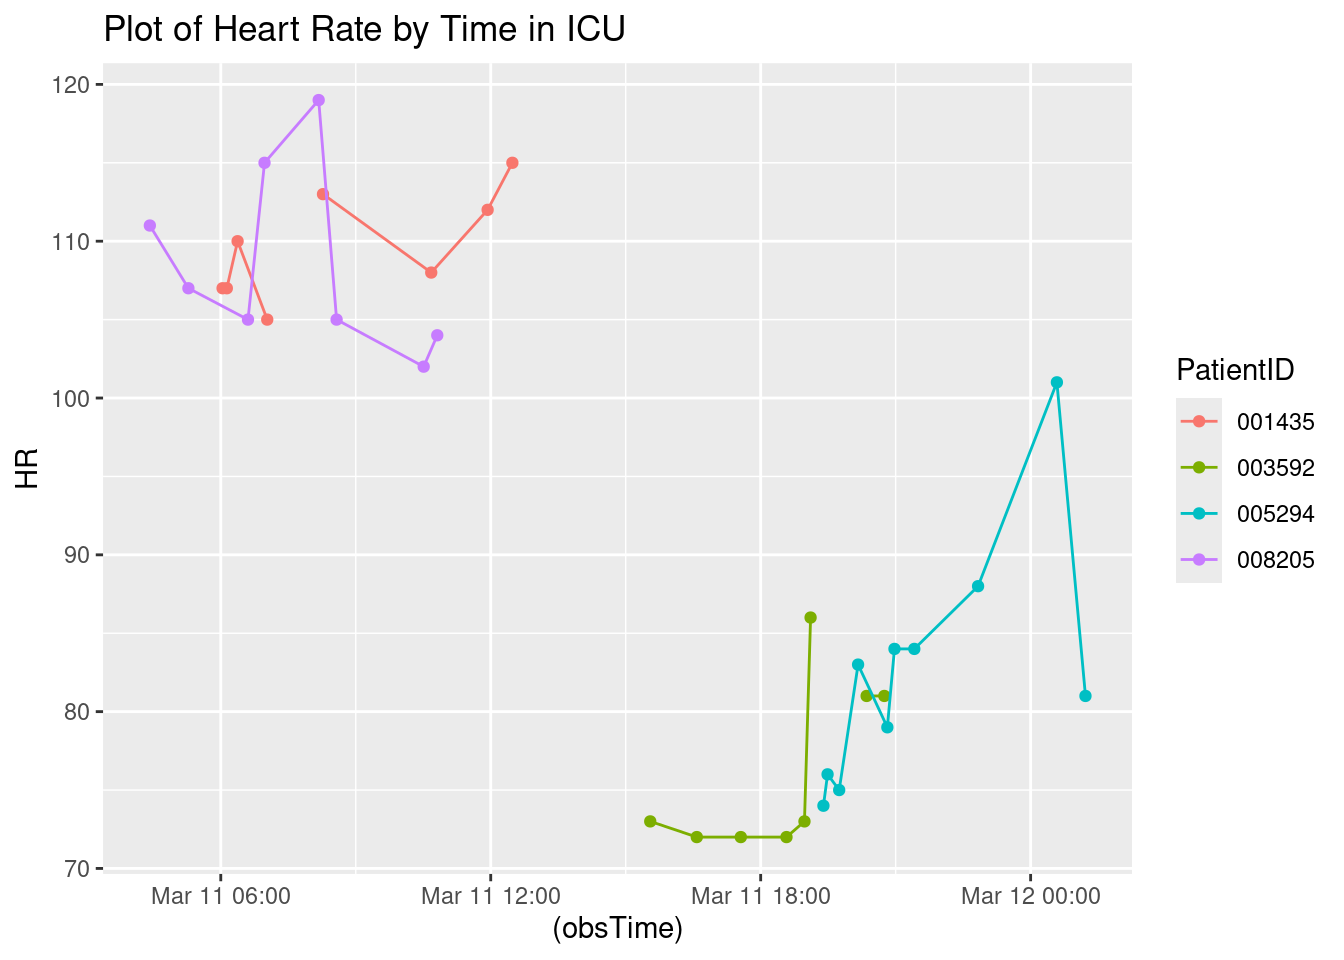 Plot of Heart Rate by Time in ICU
120
110
100
90
80
70
HR
Mar 11 06:00
Mar 11 12:00
Mar 11 18:00
Mar 12 00:00
(obsTime)
PatientID
001435
003592
005294
008205